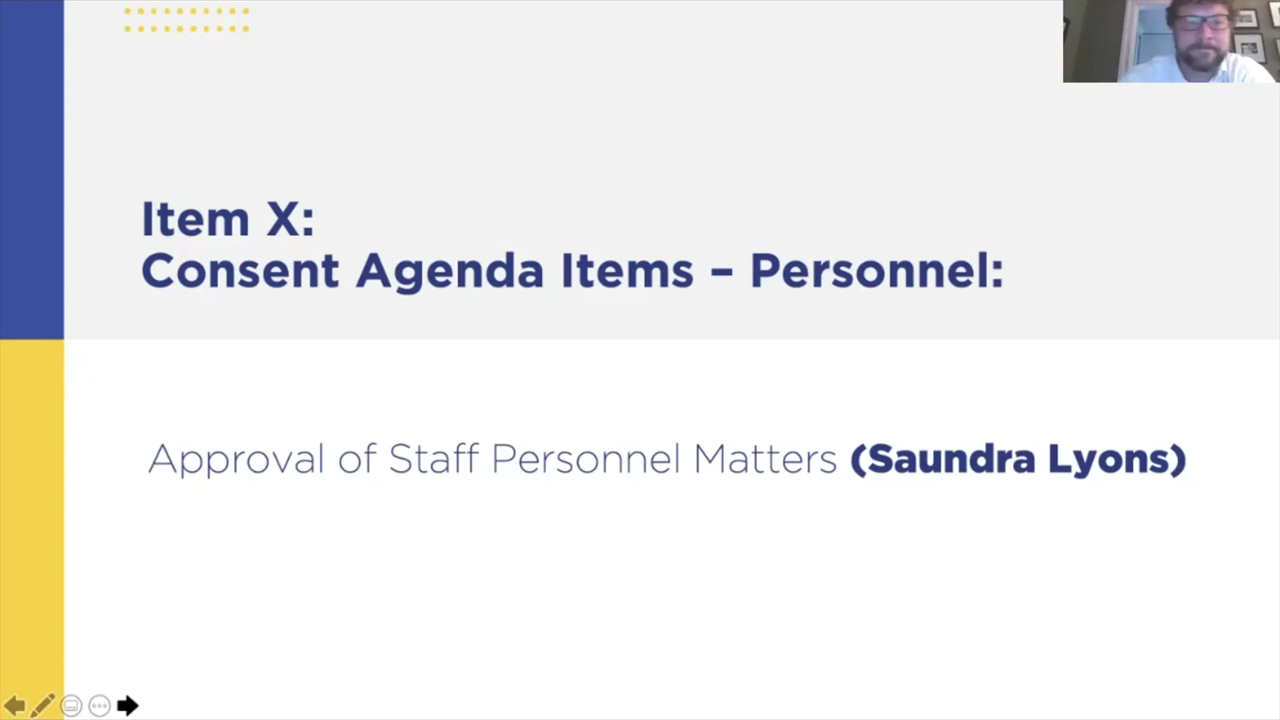 Item X:
Consent Agenda Items – Personnel:
Approval of Staff Personnel Matters (Saundra Lyons)